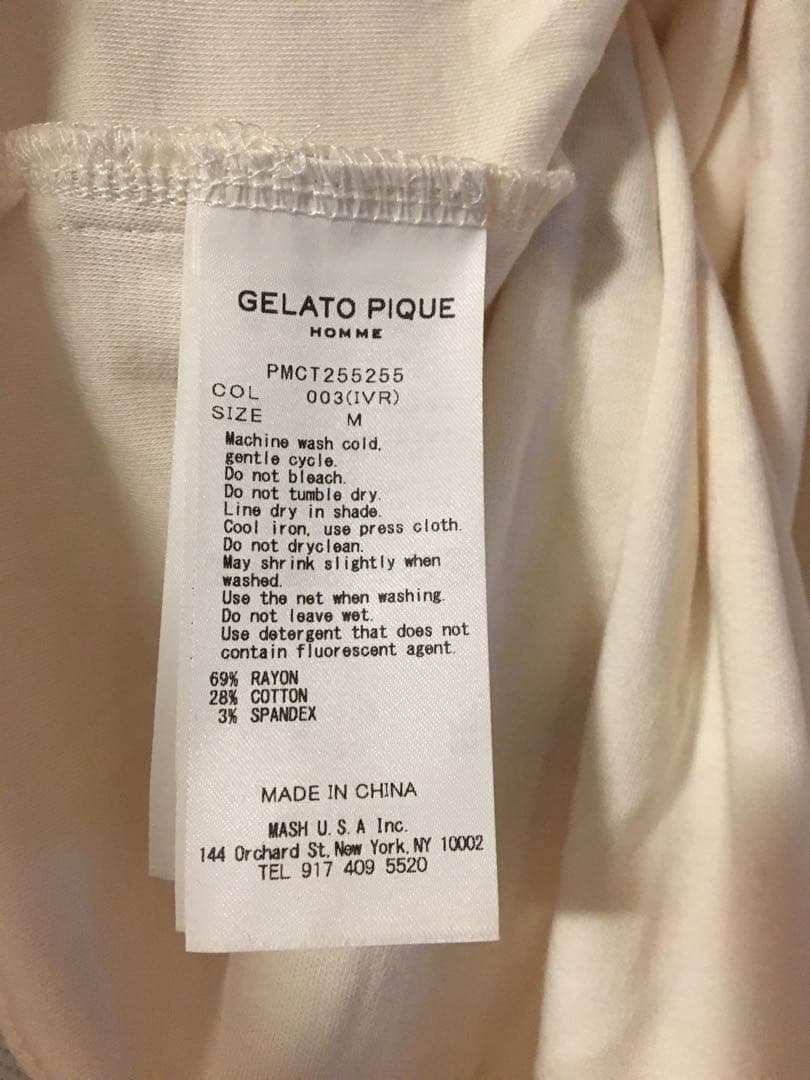 GELATO PIQUE
HOMME
PMCT255255
COL 003(IVR)
SIZE M
Machine wash cold,
gentle cycle.
Do not bleach.
Do not tumble dry.
Line dry in shade.
Cool iron, use press cloth.
Do not dryclean.
May shrink slightly when
washed.
Use the net when washing.
Do not leave wet.
Use detergent that does not
contain fluorescent agent.
69% RAYON
28% COTTON
3% SPANDEX
MADE IN CHINA
MASH U.S.A Inc.
144 Orchard St, New York, NY 10002
TEL 917 409 5520